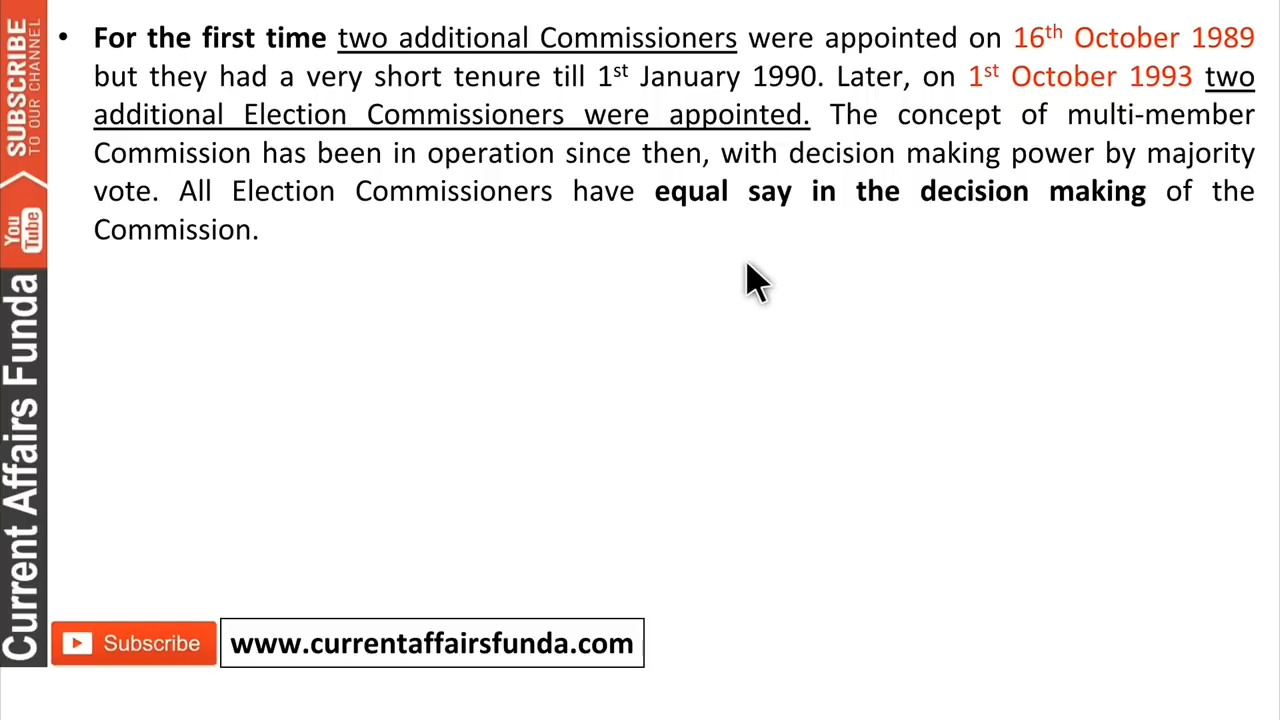 • For the first time two additional Commissioners were appointed on 16th October 1989
but they had a very short tenure till 1st January 1990. Later, on 1st October 1993 two
additional Election Commissioners were appointed. The concept of multi-member
Commission has been in operation since then, with decision making power by majority
vote. All Election Commissioners have equal say in the decision making of the
Commission.
SUBSCRIBE
TO OUR CHANNEL
You
Tube
Current Affairs Funda
Subscribe
www.currentaffairsfunda.com